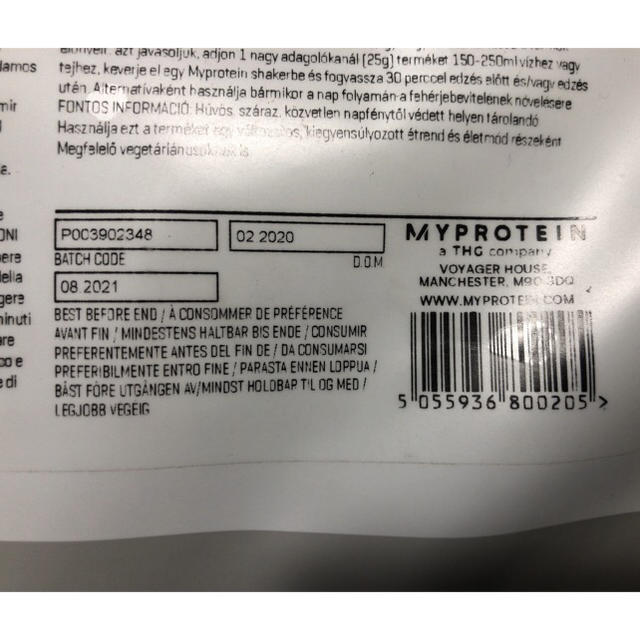 előnyeit, azt javasoljuk, adjon 1 nagy adagolókanál (25g) terméket 150-250ml vízhez vagy
tejhez, keverje el egy Myprotein shakerbe és fogyassza 30 perccel edzés előtt és/vagy edzés
után. Alternatívaként használja bármikor a nap folyamán a fehérjebevitelének növelésére
FONTOS INFORMÁCIÓ: Hűvös, száraz, közvetlen napfénytől védett helyen tárolandó
Használja ezt a terméket egy változatos, kiegyensúlyozott étrend és életmód részeként
Megfelelő vegetáriánusoknak is
P003902348
BATCH CODE
02 2020
D.O.M
08.2021
BEST BEFORE END / À CONSOMMER DE PRÉFÉRENCE
AVANT FIN / MINDESTENS HALTBAR BIS ENDE / CONSUMIR
PREFERENTEMENTE ANTES DEL FIN DE / DA CONSUMARSI
PREFERIBILMENTE ENTRO FINE / PARASTA ENNEN LOPPUA /
BÄST FÖRE UTGÅNGEN AV/MINDST HOLDBAR TIL OG MED /
LEGJOBB VÉGÉIG
MYPROTEIN
a THG company
VOYAGER HOUSE,
MANCHESTER, M90 3DQ
WWW.MYPROTEIN.COM
5 055936 800205 >